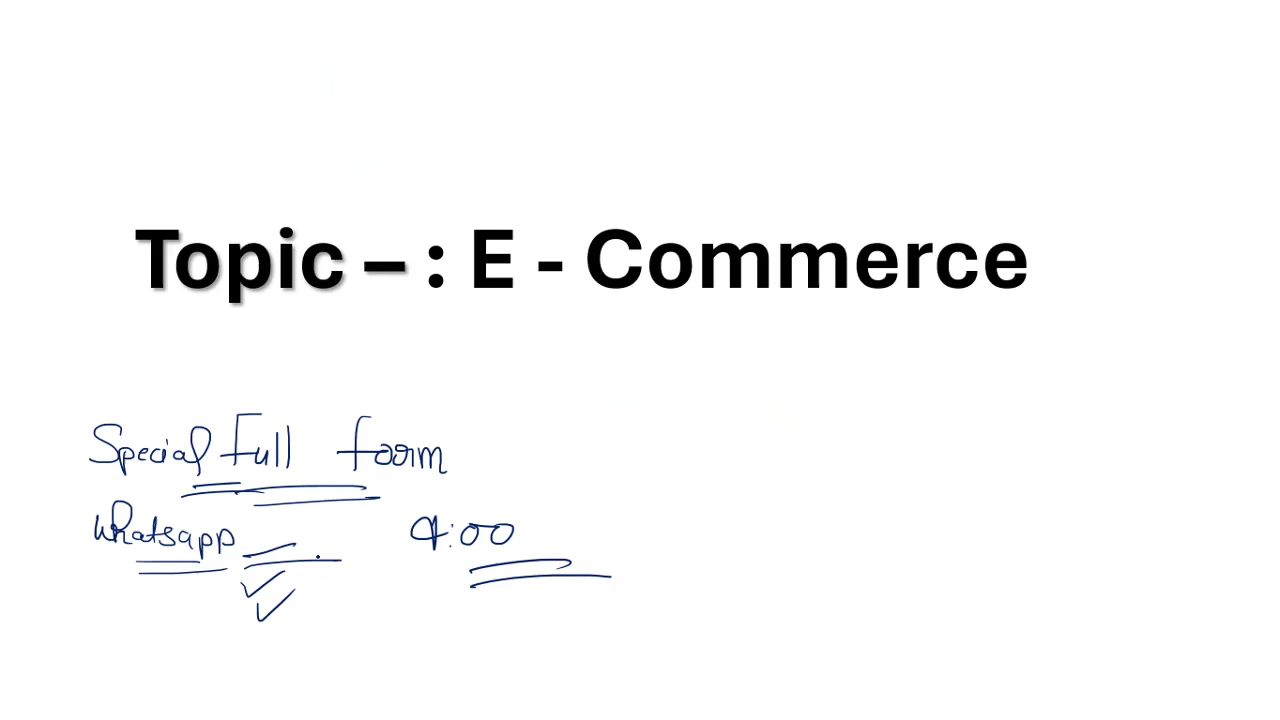 Topic – : E - Commerce
Special Full form
Whatsapp 4:00